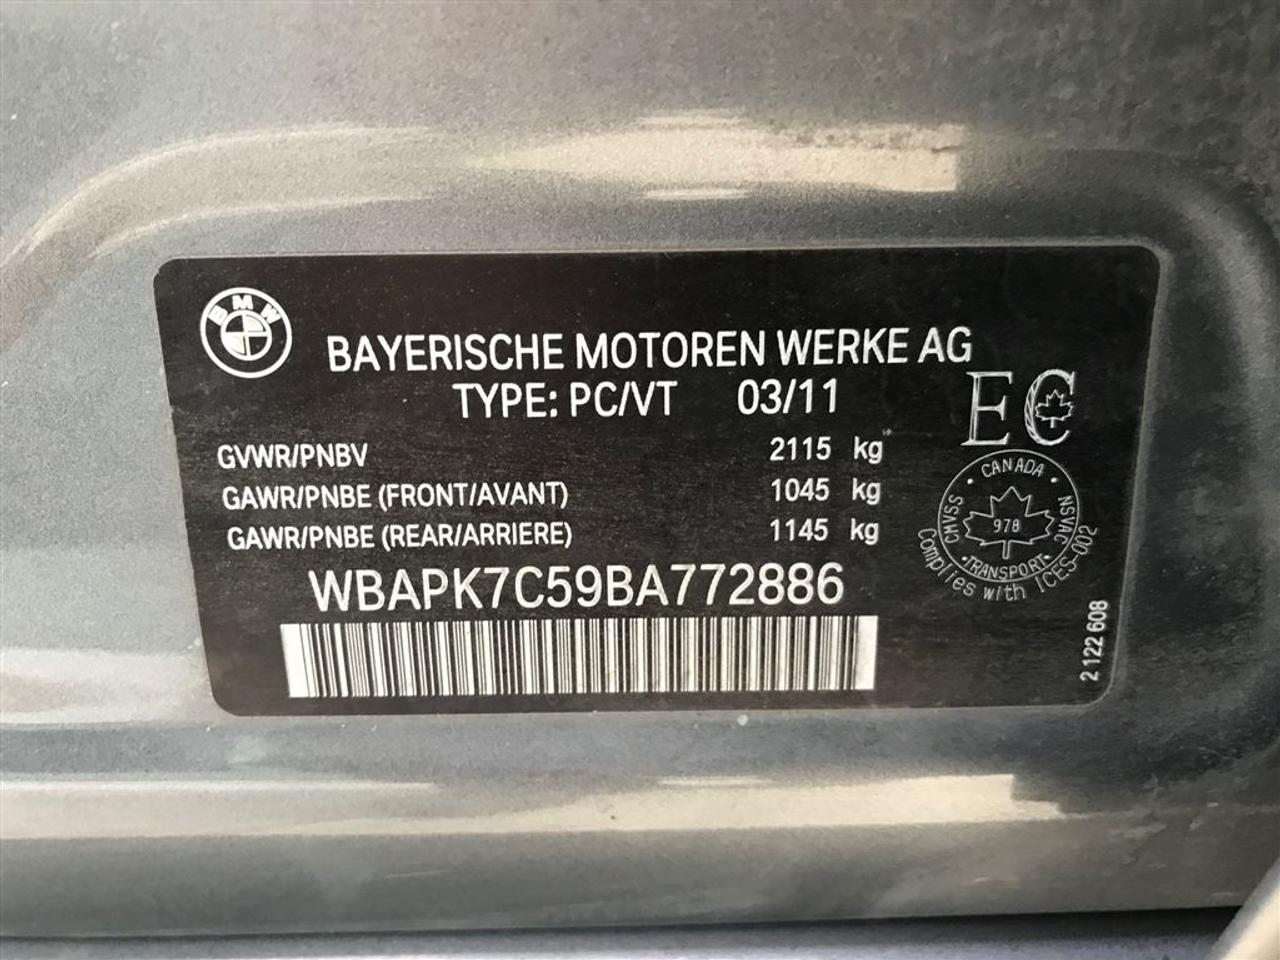 BMW
BAYERISCHE MOTOREN WERKE AG
TYPE: PC/VT 03/11
EC
GVWR/PNBV 2115 kg
GAWR/PNBE (FRONT/AVANT) 1045 kg
GAWR/PNBE (REAR/ARRIERE) 1145 kg
WBAPK7C59BA772886
· CANADA ·
CMVSS
978
NSVAC
·TRANSPORT·
Complies with ICES-002
2 122 608